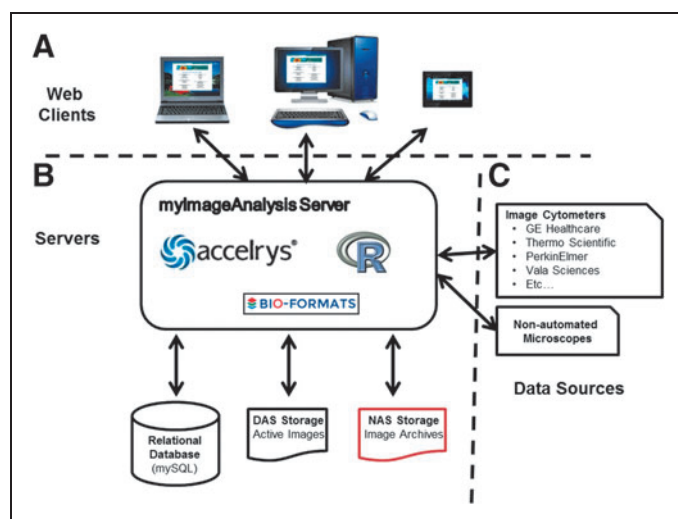 A
Web
Clients
B
C
Servers
myImageAnalysis Server
accelrys®
R
BIO-FORMATS
Image Cytometers
• GE Healthcare
• Thermo Scientific
• PerkinElmer
• Vala Sciences
• Etc...
Non-automated
Microscopes
Data Sources
Relational
Database
(mySQL)
DAS Storage
Active Images
NAS Storage
Image Archives